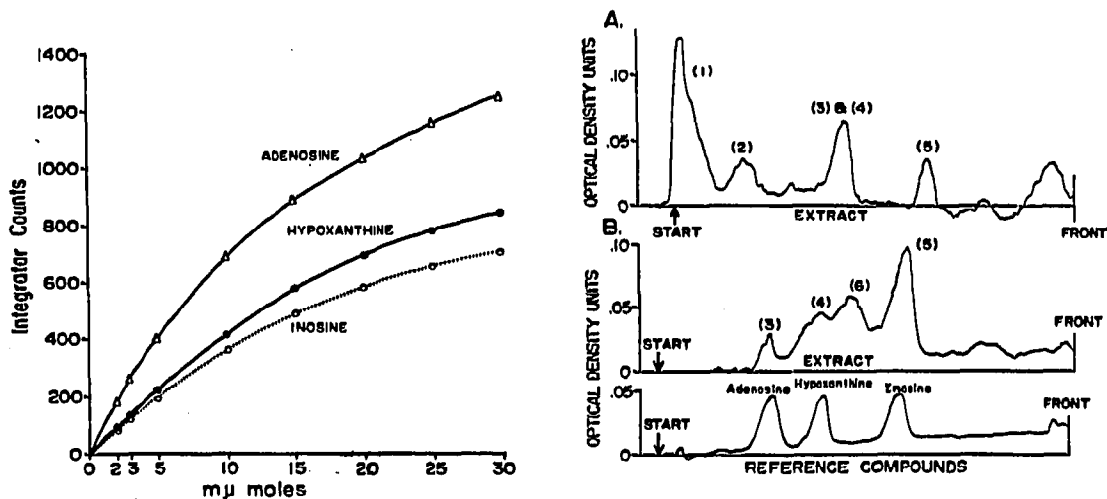 1400
1200
1000
800
600
400
200
0
Integrator Counts
ADENOSINE
HYPOXANTHINE
INOSINE
0 2 3 5 10 15 20 25 30
mμ moles
A.
OPTICAL DENSITY UNITS
.10
.05
0
(1)
(2)
(3) & (4)
(5)
START
EXTRACT
FRONT
B.
OPTICAL DENSITY UNITS
0.10
.05
0
START
(3)
(4)
(6)
(5)
EXTRACT
FRONT
0.05
0
START
Adenosine Hypoxanthine Inosine
FRONT
REFERENCE COMPOUNDS